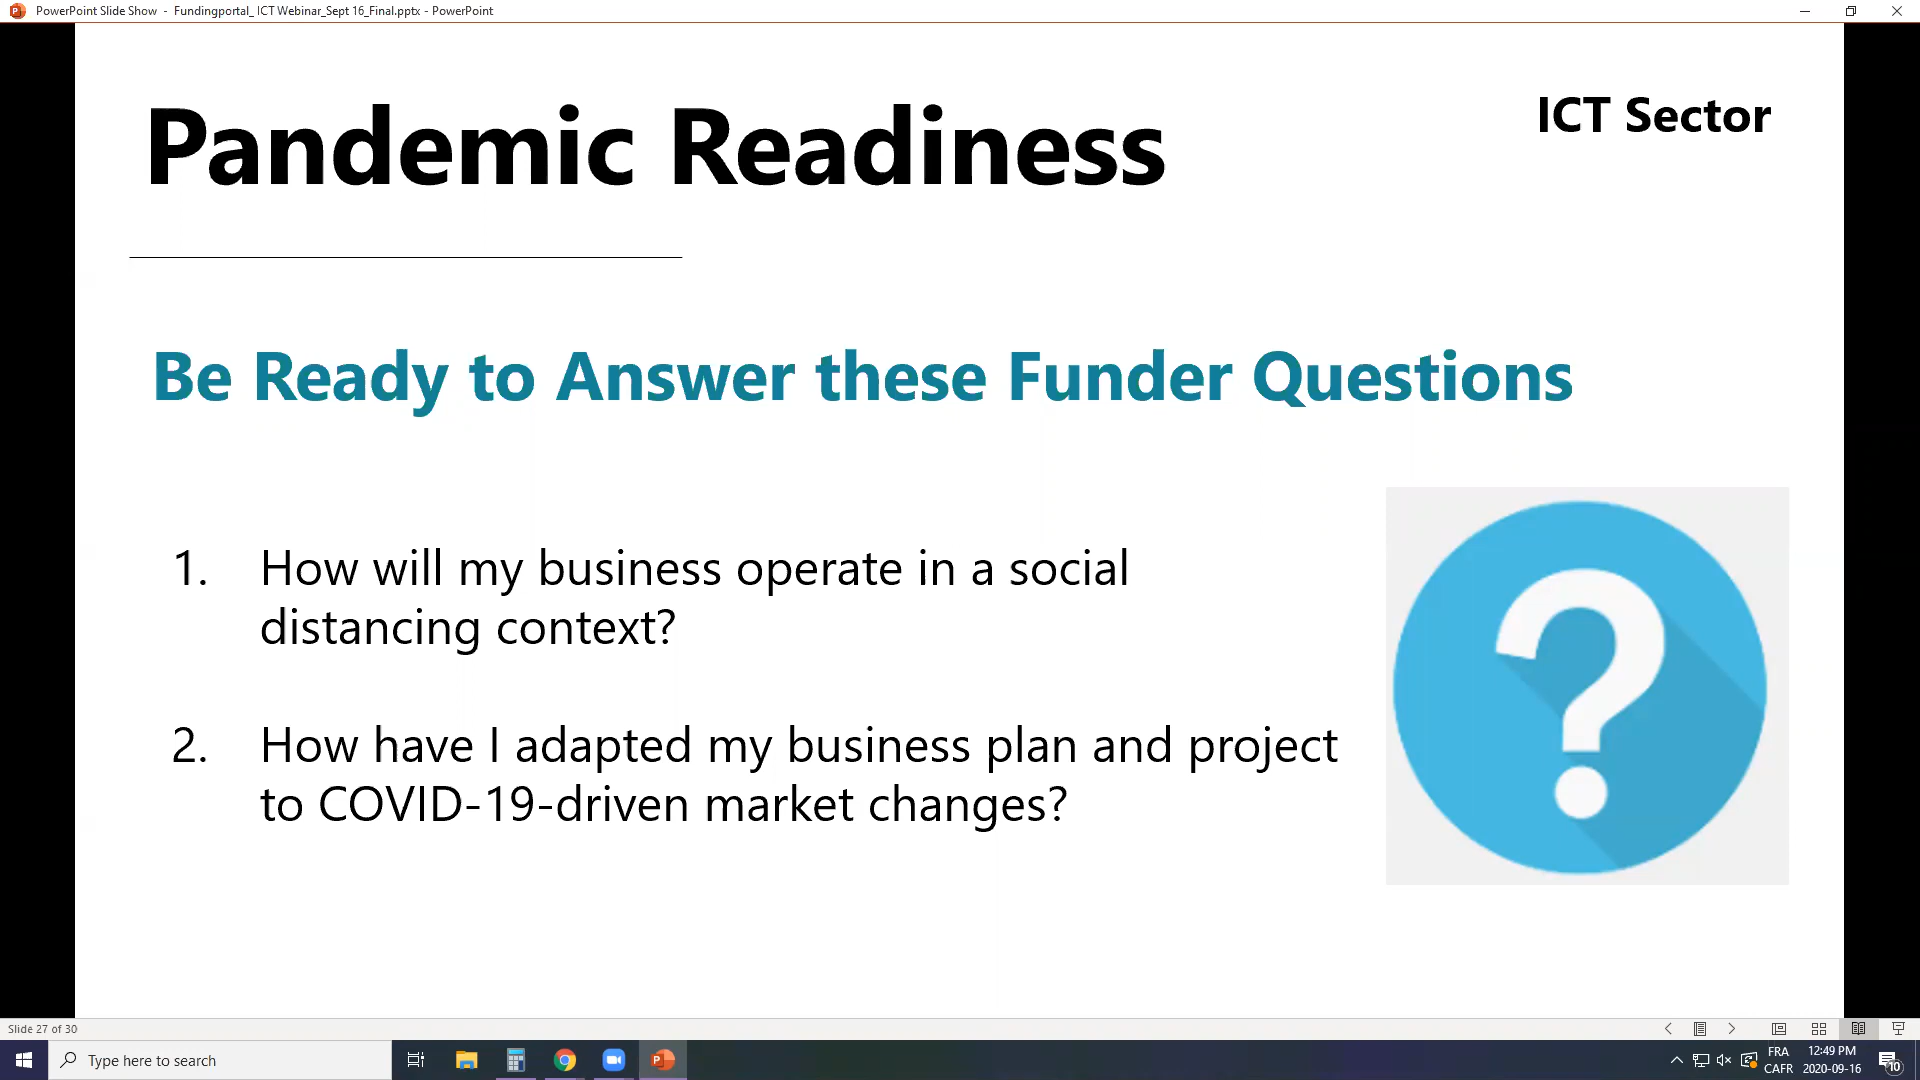 PowerPoint Slide Show - Fundingportal_ ICT Webinar_Sept 16_Final.pptx - PowerPoint
Pandemic Readiness
ICT Sector
Be Ready to Answer these Funder Questions
1. How will my business operate in a social
distancing context?
2. How have I adapted my business plan and project
to COVID-19-driven market changes?
?
Slide 27 of 30
Type here to search
FRA
CAFR
12:49 PM
2020-09-16
10